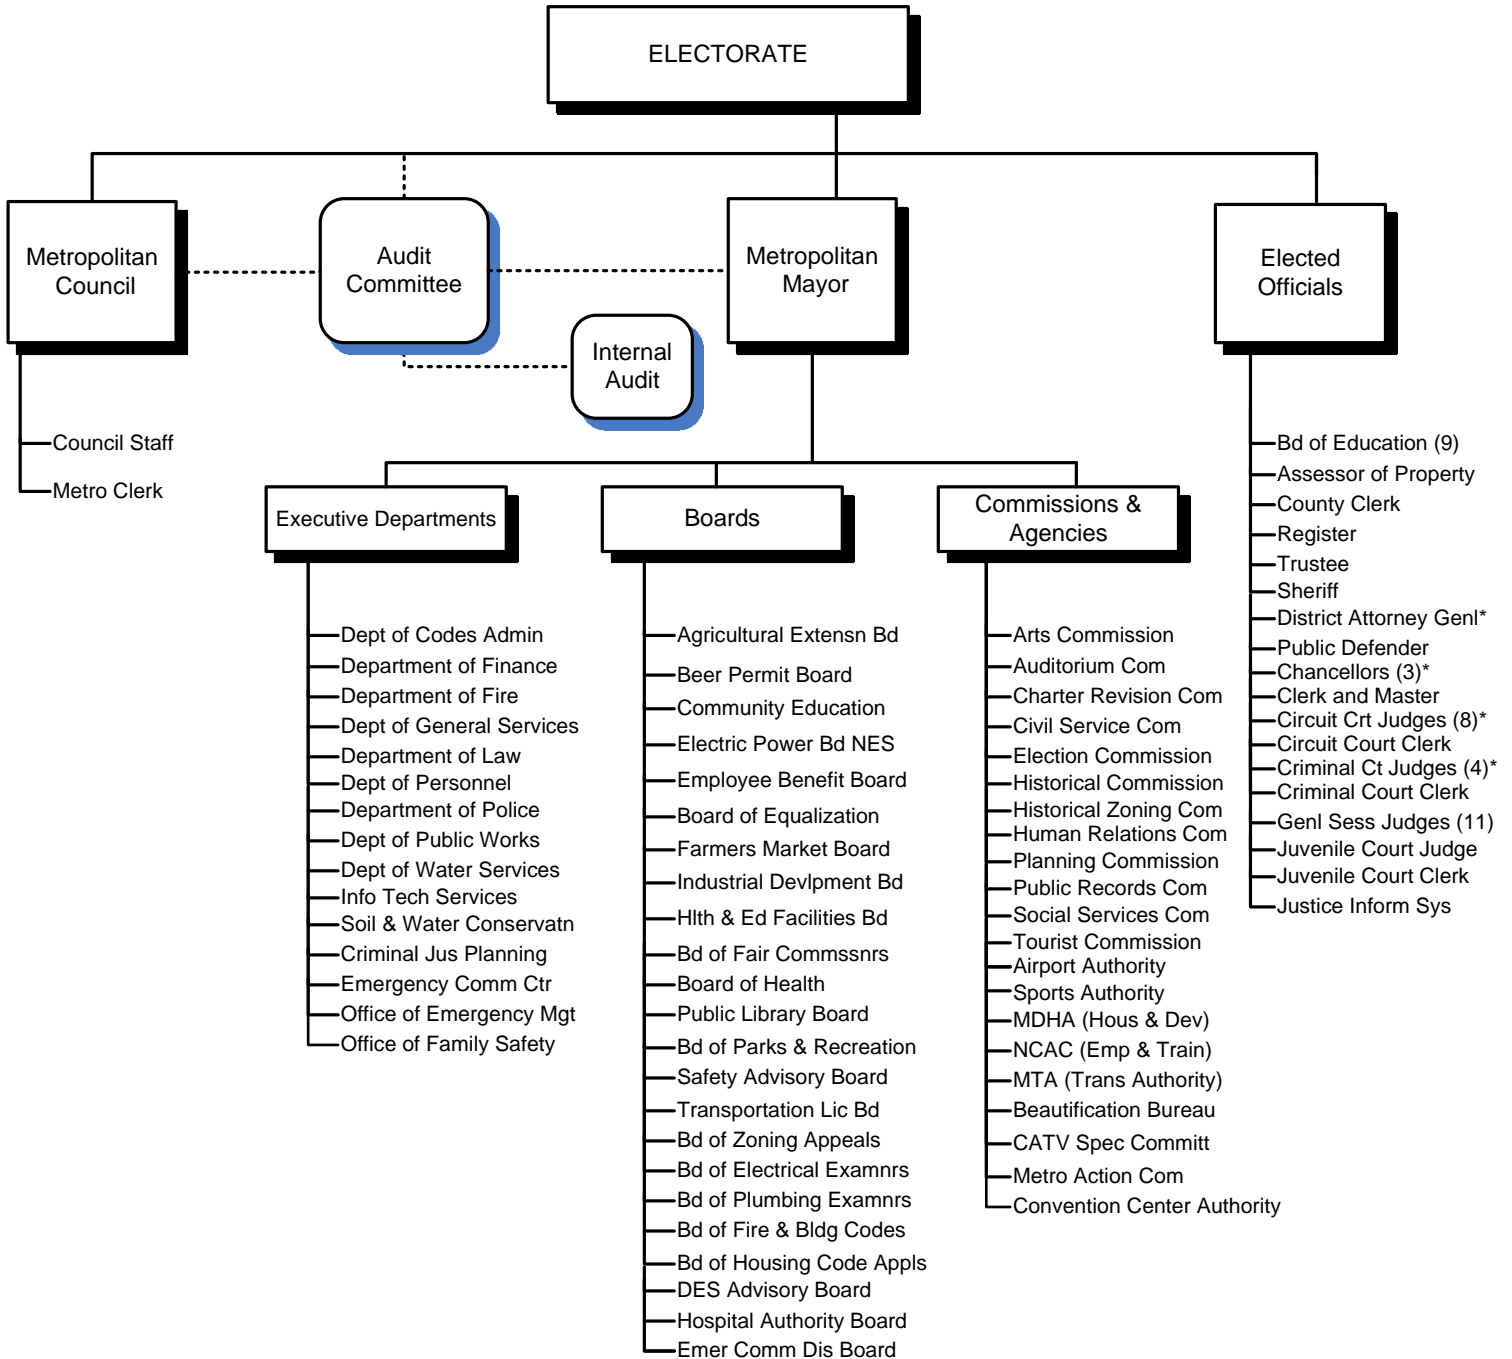 ELECTORATE
Metropolitan
Council
Audit
Committee
Metropolitan
Mayor
Elected
Officials
Internal
Audit
Council Staff
Metro Clerk
Executive Departments
Dept of Codes Admin
Department of Finance
Department of Fire
Dept of General Services
Department of Law
Dept of Personnel
Department of Police
Dept of Public Works
Dept of Water Services
Info Tech Services
Soil & Water Conservatn
Criminal Jus Planning
Emergency Comm Ctr
Office of Emergency Mgt
Office of Family Safety
Boards
Agricultural Extensn Bd
Beer Permit Board
Community Education
Electric Power Bd NES
Employee Benefit Board
Board of Equalization
Farmers Market Board
Industrial Devlpment Bd
Hlth & Ed Facilities Bd
Bd of Fair Commssnrs
Board of Health
Public Library Board
Bd of Parks & Recreation
Safety Advisory Board
Transportation Lic Bd
Bd of Zoning Appeals
Bd of Electrical Examnrs
Bd of Plumbing Examnrs
Bd of Fire & Bldg Codes
Bd of Housing Code Appls
DES Advisory Board
Hospital Authority Board
Emer Comm Dis Board
Commissions &
Agencies
Arts Commission
Auditorium Com
Charter Revision Com
Civil Service Com
Election Commission
Historical Commission
Historical Zoning Com
Human Relations Com
Planning Commission
Public Records Com
Social Services Com
Tourist Commission
Airport Authority
Sports Authority
MDHA (Hous & Dev)
NCAC (Emp & Train)
MTA (Trans Authority)
Beautification Bureau
CATV Spec Committ
Metro Action Com
Convention Center Authority
Bd of Education (9)
Assessor of Property
County Clerk
Register
Trustee
Sheriff
District Attorney Genl*
Public Defender
Chancellors (3)*
Clerk and Master
Circuit Crt Judges (8)*
Circuit Court Clerk
Criminal Ct Judges (4)*
Criminal Court Clerk
Genl Sess Judges (11)
Juvenile Court Judge
Juvenile Court Clerk
Justice Inform Sys